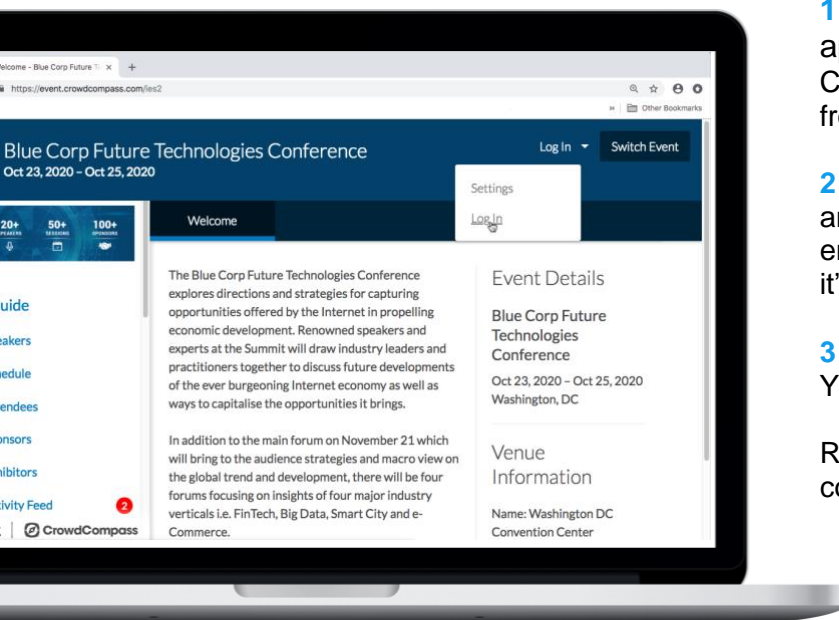 Welcome - Blue Corp Future T
https://event.crowdcompass.com/ies2
Other Bookmarks
Blue Corp Future Technologies Conference
Oct 23, 2020 – Oct 25, 2020
Log In
Switch Event
Settings
Log In
20+
50+
100+
SPEAKERS
SESSIONS
SPONSORS
Welcome
The Blue Corp Future Technologies Conference
explores directions and strategies for capturing
opportunities offered by the Internet in propelling
economic development. Renowned speakers and
experts at the Summit will draw industry leaders and
practitioners together to discuss future developments
of the ever burgeoning Internet economy as well as
ways to capitalise the opportunities it brings.
In addition to the main forum on November 21 which
will bring to the audience strategies and macro view on
the global trend and development, there will be four
forums focusing on insights of four major industry
verticals i.e. FinTech, Big Data, Smart City and e-
Commerce.
Event Details
Blue Corp Future
Technologies
Conference
Oct 23, 2020 – Oct 25, 2020
Washington, DC
Venue
Information
Name: Washington DC
Convention Center
uide
eakers
hedule
tendees
onsors
hibitors
tivity Feed
2
CrowdCompass
1
a
C
fr
2
a
e
it'
3
Y
R
co